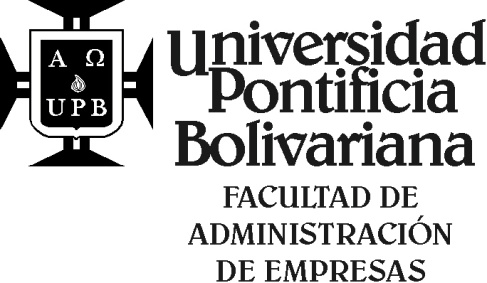 Α Ω
UPB
Universidad
Pontificia
Bolivariana
FACULTAD DE
ADMINISTRACIÓN
DE EMPRESAS